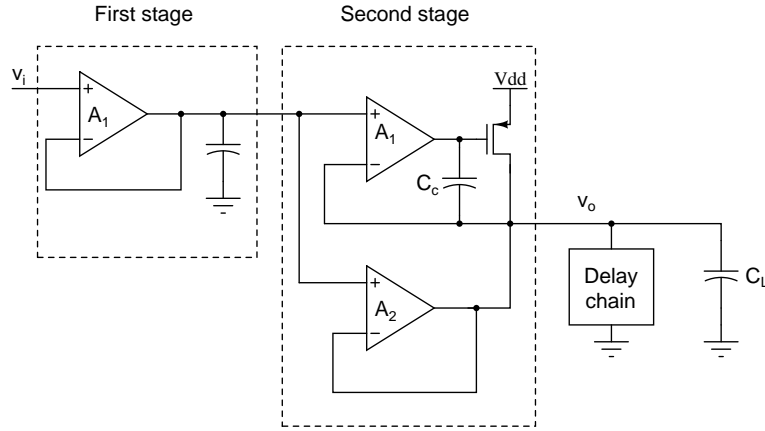 First stage
Second stage
v_i
+
A_1
−
+
A_1
−
C_c
Vdd
v_o
+
A_2
−
Delay
chain
C_L